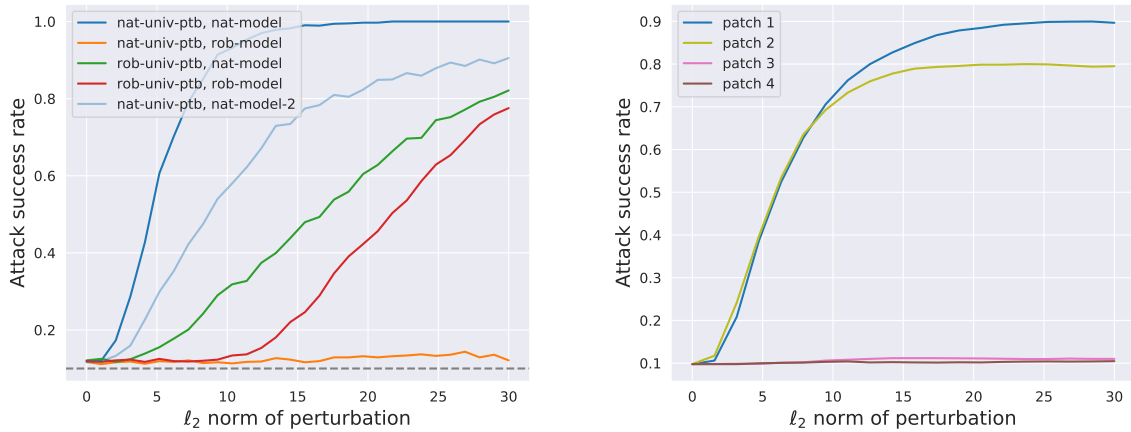 Attack success rate
1.0
0.8
0.6
0.4
0.2
nat-univ-ptb, nat-model
nat-univ-ptb, rob-model
rob-univ-ptb, nat-model
rob-univ-ptb, rob-model
nat-univ-ptb, nat-model-2
0 5 10 15 20 25 30
ℓ₂ norm of perturbation
Attack success rate
0.9
0.8
0.7
0.6
0.5
0.4
0.3
0.2
0.1
patch 1
patch 2
patch 3
patch 4
0 5 10 15 20 25 30
ℓ₂ norm of perturbation